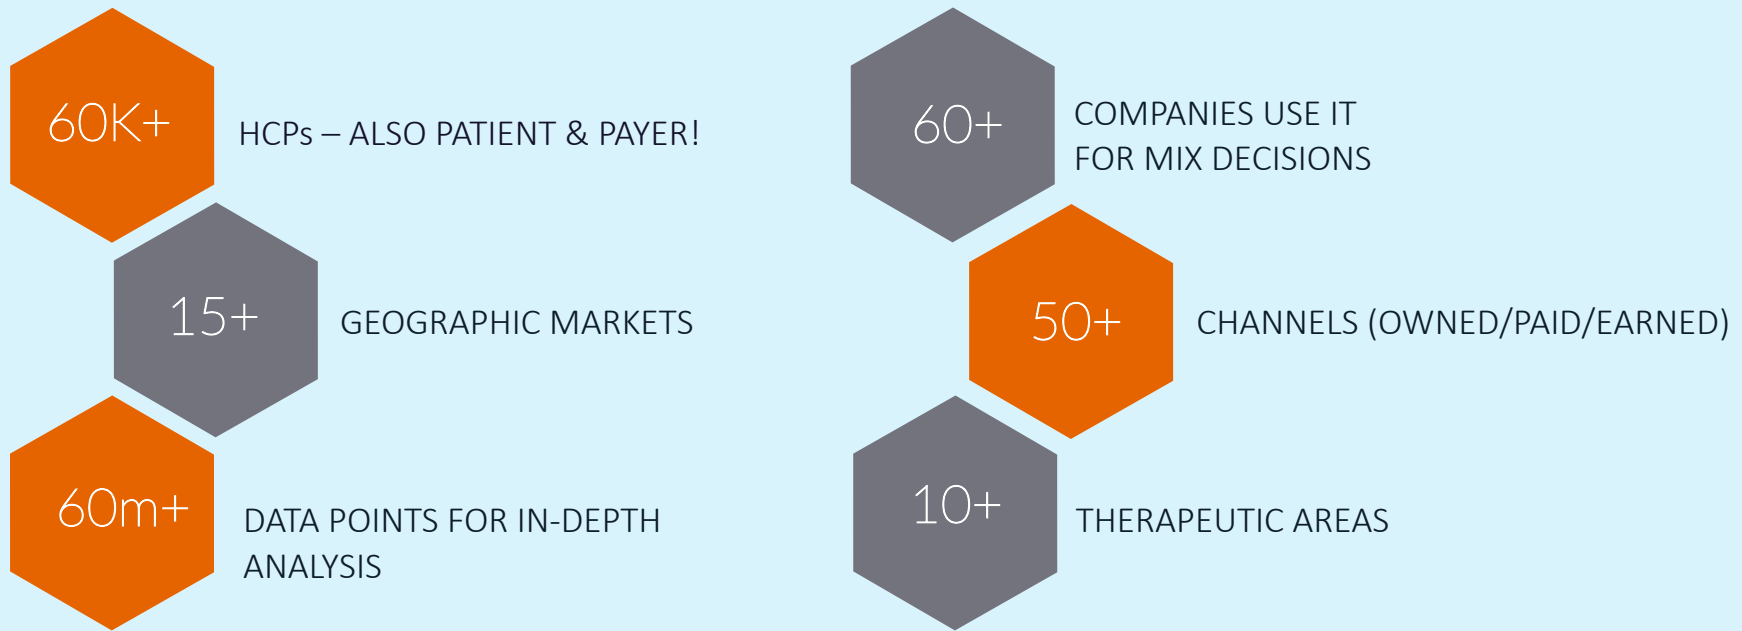 60K+
HCPs – ALSO PATIENT & PAYER!
15+
GEOGRAPHIC MARKETS
60m+
DATA POINTS FOR IN-DEPTH
ANALYSIS
60+
COMPANIES USE IT
FOR MIX DECISIONS
50+
CHANNELS (OWNED/PAID/EARNED)
10+
THERAPEUTIC AREAS